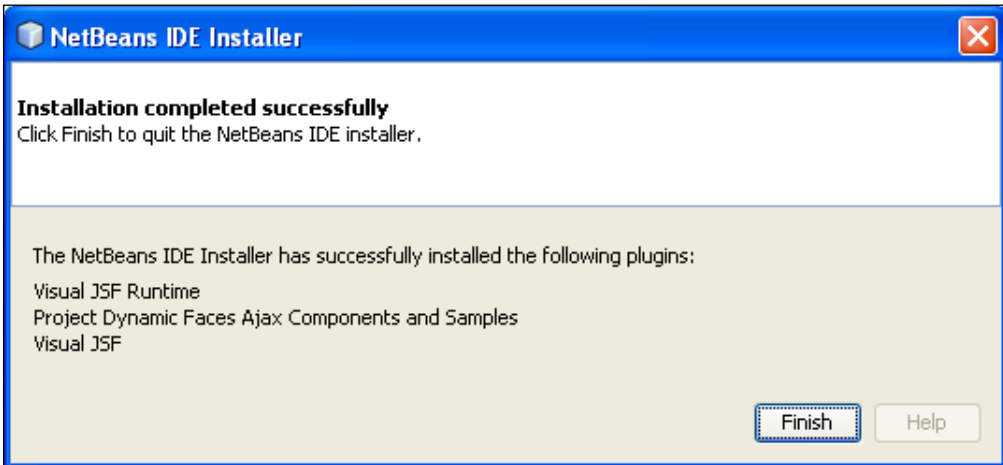 NetBeans IDE Installer
Installation completed successfully
Click Finish to quit the NetBeans IDE installer.
The NetBeans IDE Installer has successfully installed the following plugins:
Visual JSF Runtime
Project Dynamic Faces Ajax Components and Samples
Visual JSF
Finish Help